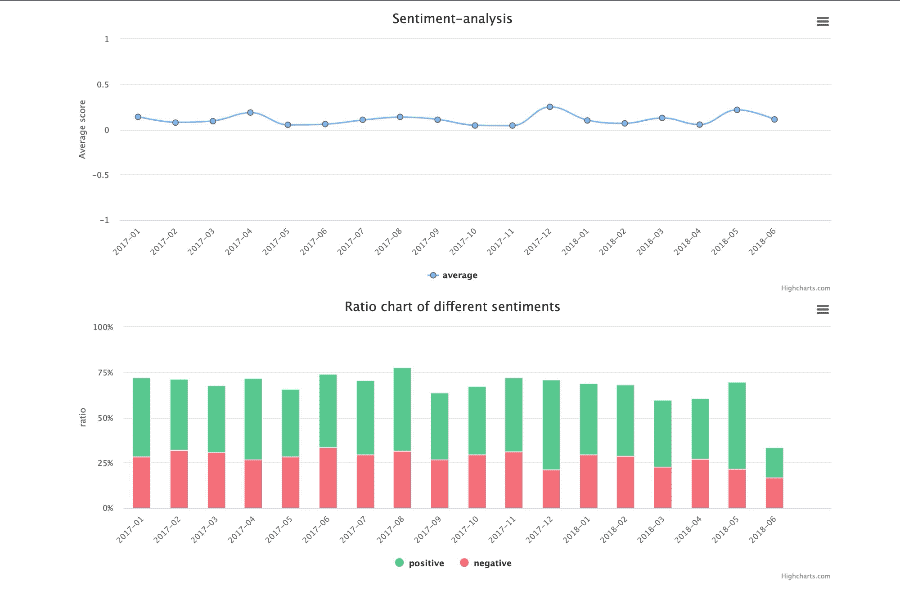 Sentiment-analysis
1
0.5
0
-0.5
-1
Average score
2017-01 2017-02 2017-03 2017-04 2017-05 2017-06 2017-07 2017-08 2017-09 2017-10 2017-11 2017-12 2018-01 2018-02 2018-03 2018-04 2018-05 2018-06
average
Highcharts.com
Ratio chart of different sentiments
100%
75%
50%
25%
0%
ratio
2017-01 2017-02 2017-03 2017-04 2017-05 2017-06 2017-07 2017-08 2017-09 2017-10 2017-11 2017-12 2018-01 2018-02 2018-03 2018-04 2018-05 2018-06
positive negative
Highcharts.com